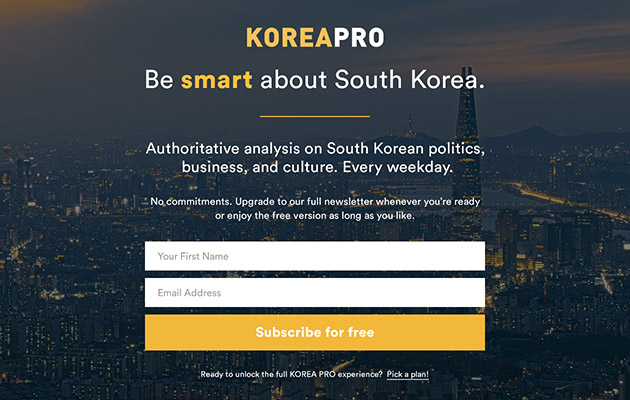 KOREAPRO
Be smart about South Korea.
Authoritative analysis on South Korean politics,
business, and culture. Every weekday.
No commitments. Upgrade to our full newsletter whenever you're ready
or enjoy the free version as long as you like.
Your First Name
Email Address
Subscribe for free
Ready to unlock the full KOREA PRO experience? Pick a plan!